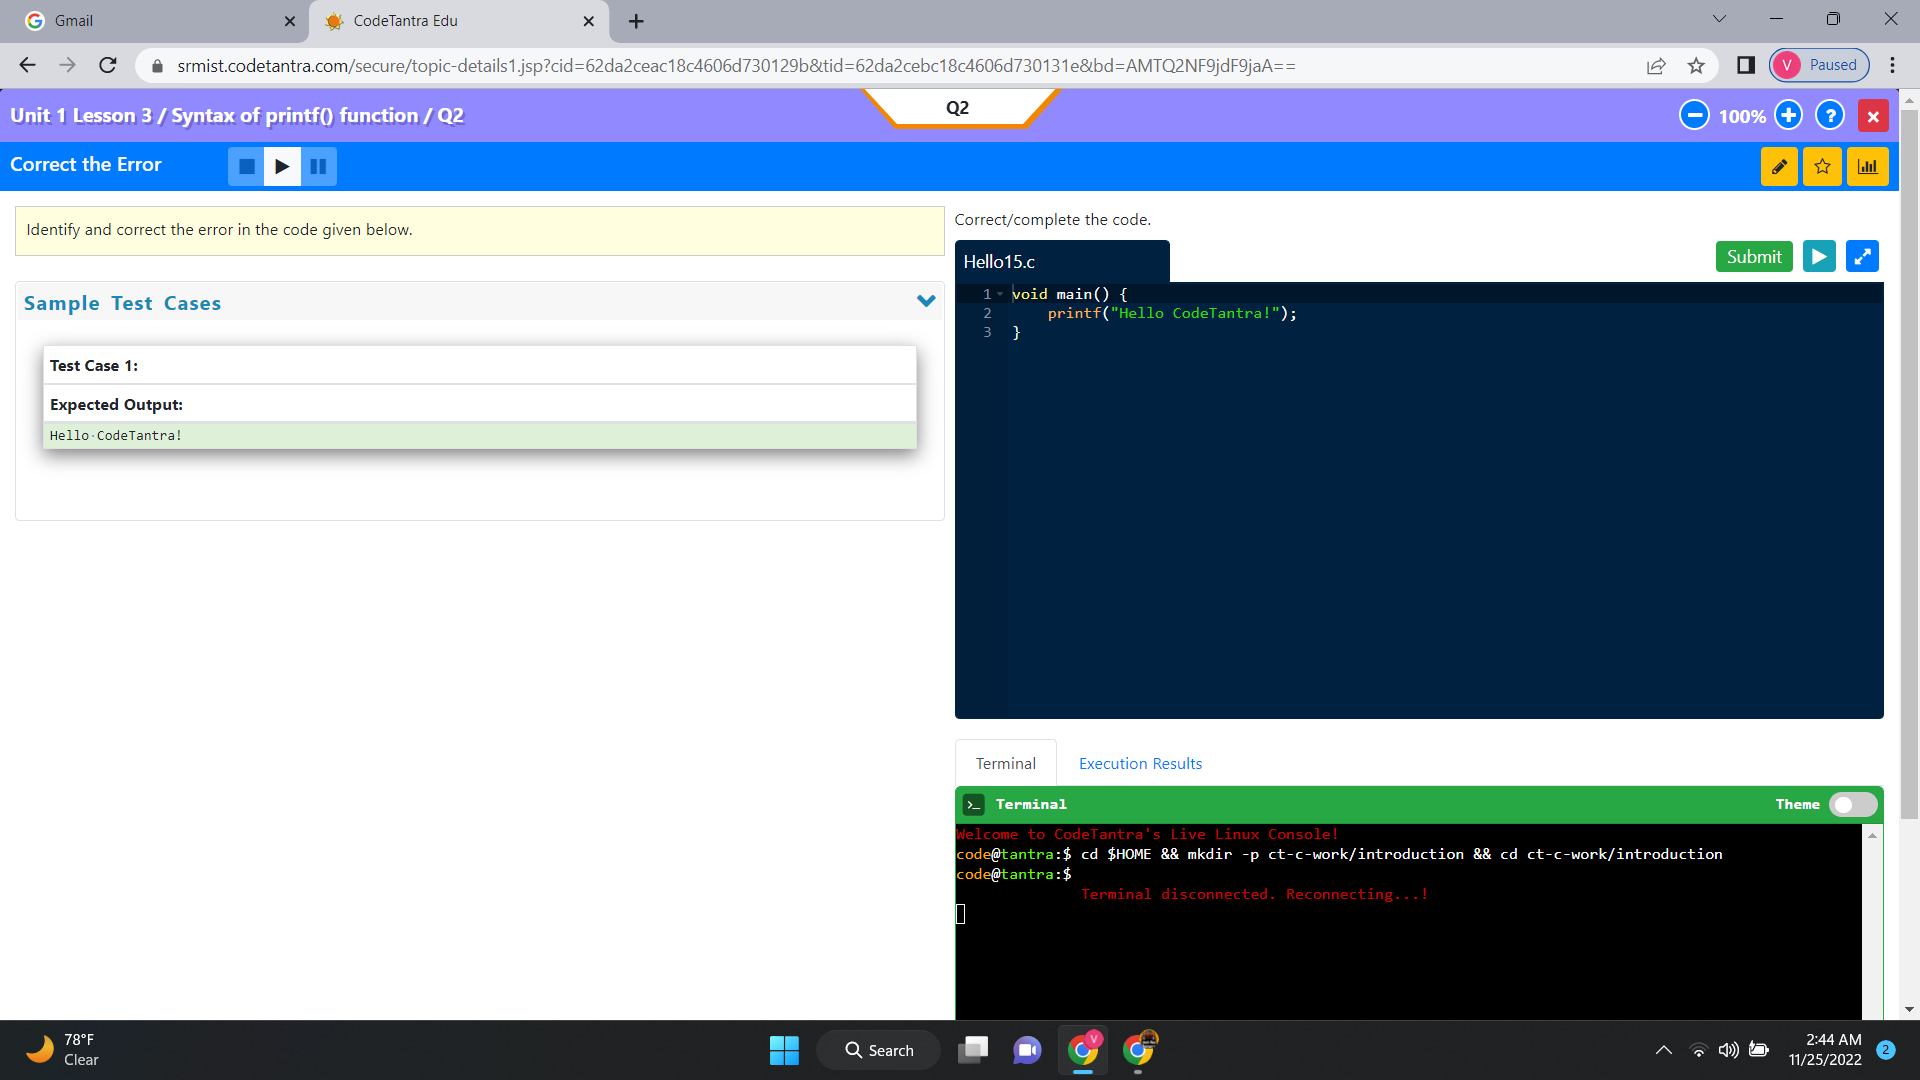 Gmail
CodeTantra Edu
srmist.codetantra.com/secure/topic-details1.jsp?cid=62da2ceac18c4606d730129b&tid=62da2cebc18c4606d730131e&bd=AMTQ2NF9jdF9jaA==
V Paused
Unit 1 Lesson 3 / Syntax of printf() function / Q2
Q2
100%
?
Correct the Error
Identify and correct the error in the code given below.
Sample Test Cases
Test Case 1:
Expected Output:
Hello·CodeTantra!
Correct/complete the code.
Hello15.c
Submit
1 void main() {
2 printf("Hello CodeTantra!");
3 }
Terminal
Execution Results
Terminal
Theme
Welcome to CodeTantra's Live Linux Console!
code@tantra:$ cd $HOME && mkdir -p ct-c-work/introduction && cd ct-c-work/introduction
code@tantra:$
Terminal disconnected. Reconnecting...!
78°F
Clear
Search
V
2:44 AM
11/25/2022
2